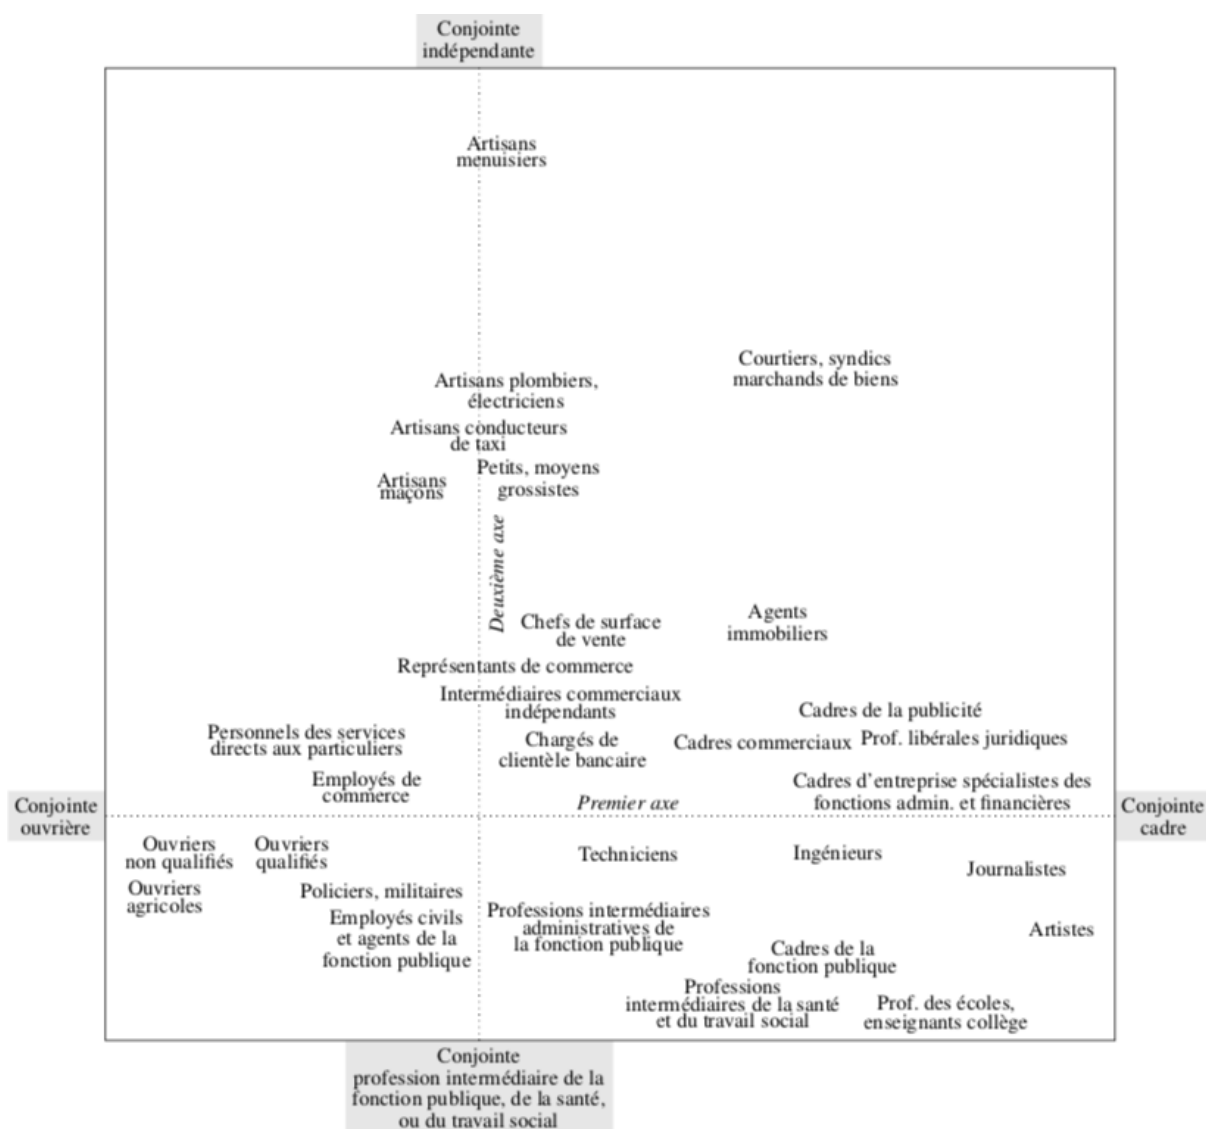 Conjointe
indépendante
Artisans
menuisiers
Courtiers, syndics
marchands de biens
Artisans plombiers,
électriciens
Artisans conducteurs
de taxi
Petits, moyens
grossistes
Artisans
maçons
Deuxième axe
Agents
immobiliers
Chefs de surface
de vente
Représentants de commerce
Intermédiaires commerciaux
indépendants
Cadres de la publicité
Personnels des services
directs aux particuliers
Chargés de
clientèle bancaire
Cadres commerciaux
Prof. libérales juridiques
Employés de
commerce
Premier axe
Cadres d'entreprise spécialistes des
fonctions admin. et financières
Conjointe
ouvrière
Conjointe
cadre
Ouvriers
non qualifiés
Ouvriers
qualifiés
Techniciens
Ingénieurs
Journalistes
Ouvriers
agricoles
Policiers, militaires
Employés civils
et agents de la
fonction publique
Professions intermédiaires
administratives de
la fonction publique
Artistes
Cadres de la
fonction publique
Professions
intermédiaires de la santé
et du travail social
Prof. des écoles,
enseignants collège
Conjointe
profession intermédiaire de la
fonction publique, de la santé,
ou du travail social